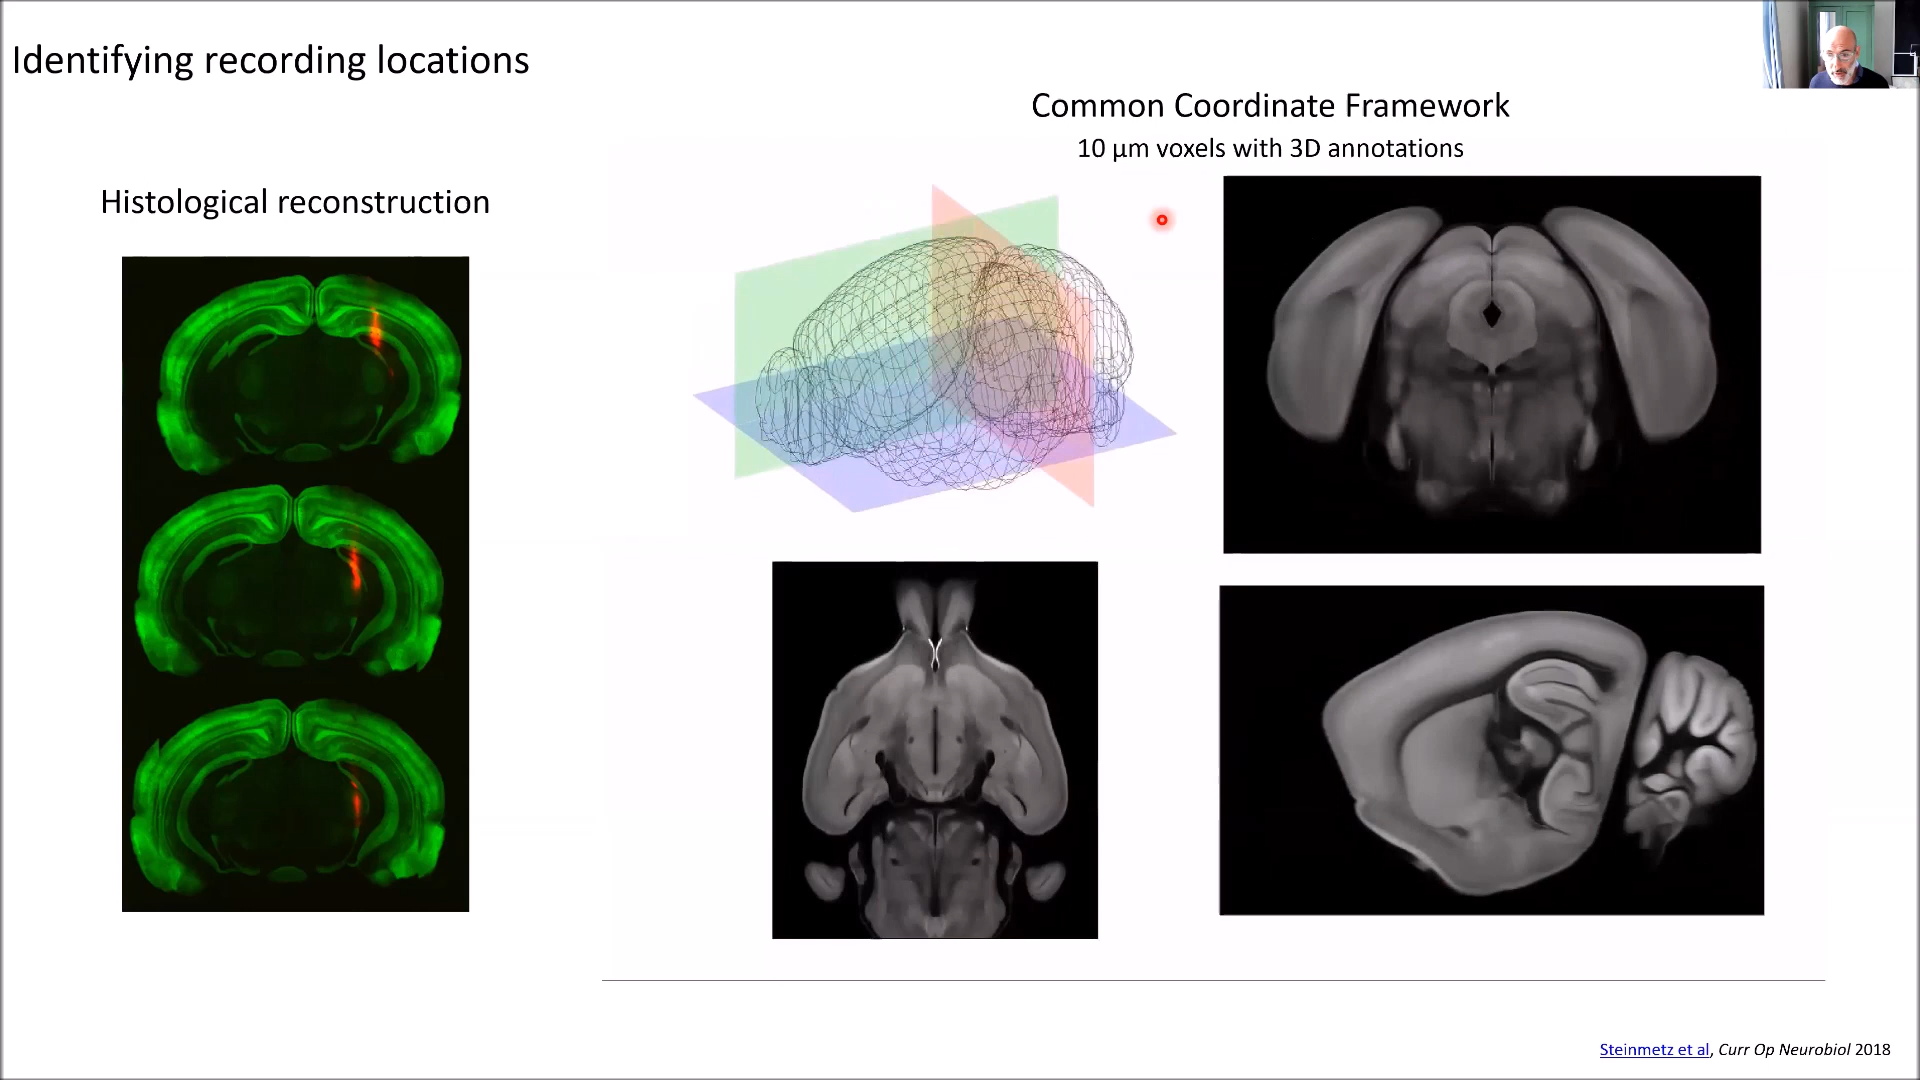 Identifying recording locations
Common Coordinate Framework
10 µm voxels with 3D annotations
Histological reconstruction
Steinmetz et al, Curr Op Neurobiol 2018